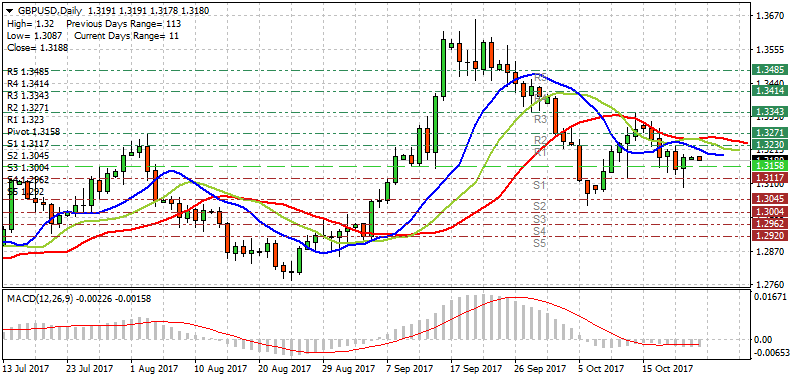 GBPUSD,Daily 1.3191 1.3191 1.3178 1.3180
High= 1.32 Previous Days Range= 113
Low= 1.3087 Current Days Range= 11
Close= 1.3188
R5 1.3485
R4 1.3414
R3 1.3343
R2 1.3271
R1 1.323
Pivot 1.3158
S1 1.3117
S2 1.3045
S3 1.3004
S4 1.2962
S5 1.292
R5
R3
R2
R1
S1
S2
S3
S4
S5
1.3670
1.3555
1.3485
1.3414
1.3343
1.3271
1.3230
1.3215
1.3158
1.3117
1.3100
1.3045
1.3004
1.2962
1.2920
1.2870
1.2760
MACD(12,26,9) -0.00226 -0.00158
0.01671
0.00
-0.00653
13 Jul 2017
23 Jul 2017
1 Aug 2017
10 Aug 2017
20 Aug 2017
29 Aug 2017
7 Sep 2017
17 Sep 2017
26 Sep 2017
5 Oct 2017
15 Oct 2017